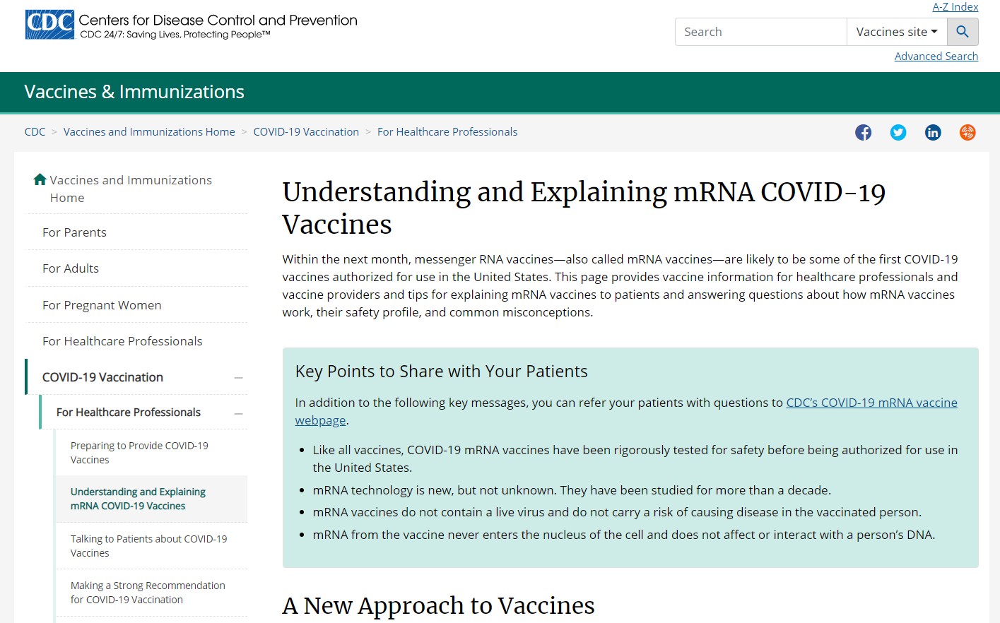 CDC
Centers for Disease Control and Prevention
CDC 24/7: Saving Lives, Protecting People™
A-Z Index
Search
Vaccines site
Advanced Search
Vaccines & Immunizations
CDC > Vaccines and Immunizations Home > COVID-19 Vaccination > For Healthcare Professionals
Vaccines and Immunizations
Home
For Parents
For Adults
For Pregnant Women
For Healthcare Professionals
COVID-19 Vaccination
For Healthcare Professionals
Preparing to Provide COVID-19
Vaccines
Understanding and Explaining
mRNA COVID-19 Vaccines
Talking to Patients about COVID-19
Vaccines
Making a Strong Recommendation
for COVID-19 Vaccination
Understanding and Explaining mRNA COVID-19
Vaccines
Within the next month, messenger RNA vaccines—also called mRNA vaccines—are likely to be some of the first COVID-19
vaccines authorized for use in the United States. This page provides vaccine information for healthcare professionals and
vaccine providers and tips for explaining mRNA vaccines to patients and answering questions about how mRNA vaccines
work, their safety profile, and common misconceptions.
Key Points to Share with Your Patients
In addition to the following key messages, you can refer your patients with questions to CDC's COVID-19 mRNA vaccine
webpage.
• Like all vaccines, COVID-19 mRNA vaccines have been rigorously tested for safety before being authorized for use in
the United States.
• mRNA technology is new, but not unknown. They have been studied for more than a decade.
• mRNA vaccines do not contain a live virus and do not carry a risk of causing disease in the vaccinated person.
• mRNA from the vaccine never enters the nucleus of the cell and does not affect or interact with a person's DNA.
A New Approach to Vaccines